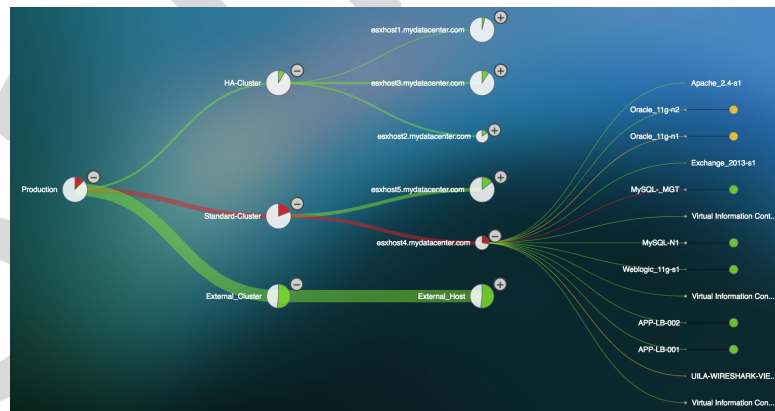 esxhost1.mydatacenter.com
HA-Cluster
esxhost3.mydatacenter.com
Apache_2.4-s1
Oracle_11g-n2
esxhost2.mydatacenter.com
Oracle_11g-n1
Exchange_2013-s1
Production
esxhost5.mydatacenter.com
MySQL-_MGT
Standard-Cluster
Virtual Information Cont...
esxhost4.mydatacenter.com
MySQL-N1
Weblogic_11g-s1
External_Cluster
External_Host
Virtual Information Con...
APP-LB-002
APP-LB-001
UILA-WIRESHARK-VIE...
Virtual Information Con...